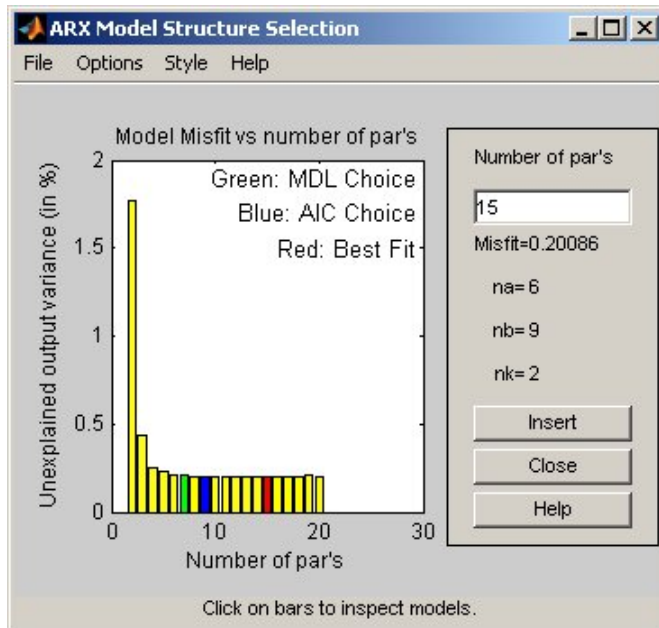 ARX Model Structure Selection
File Options Style Help
Model Misfit vs number of par's
Unexplained output variance (in %)
2
1.5
1
0.5
0
Green: MDL Choice
Blue: AIC Choice
Red: Best Fit
0 10 20 30
Number of par's
Number of par's
15
Misfit=0.20086
na= 6
nb= 9
nk= 2
Insert
Close
Help
Click on bars to inspect models.